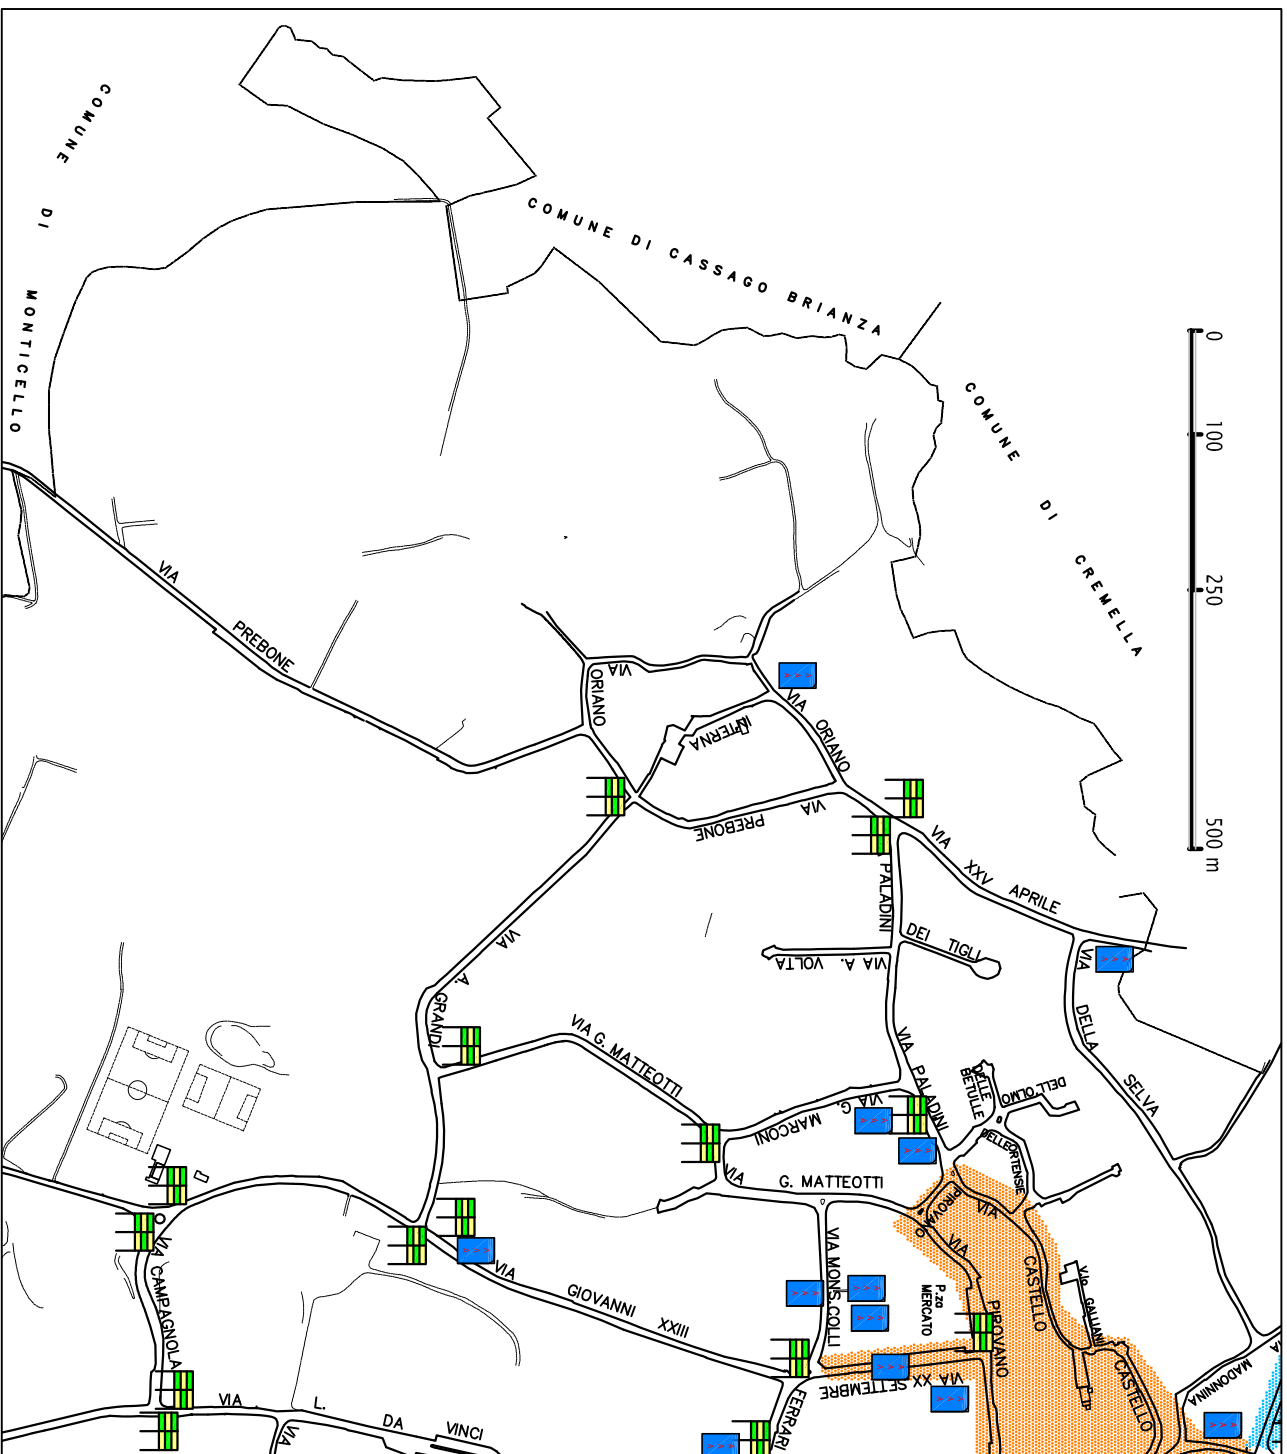 COMUNE DI MONTICELLO
COMUNE DI CASSAGO BRIANZA
COMUNE DI CREMELLA
0
100
250
500 m
VIA PREBONE
VIA ORIANO
VIA ORIANO
INTERNA
VIA PREBONE
VIA XXV APRILE
PALADINI
DEI TIGLI
VIA A. VOLTA
VIA DELLA SELVA
VIA A. GRANDI
VIA G. MATTEOTTI
VIA PALADINI
DELLE
BETULLE
DELL'OLMO
VIA G. MARCONI
DELLE ORTENSIE
VIA G. MATTEOTTI
PIROVANO
VIA CASTELLO
VIA PIROVANO
VIA MONS. COLLI
P.za
MERCATO
V.lo GALLIANI
CASTELLO
VIA GIOVANNI XXIII
VIA CAMPAGNOLA
VIA XX SETTEMBRE
MADONNINA
VIA L. DA VINCI
VIA
FERRARI